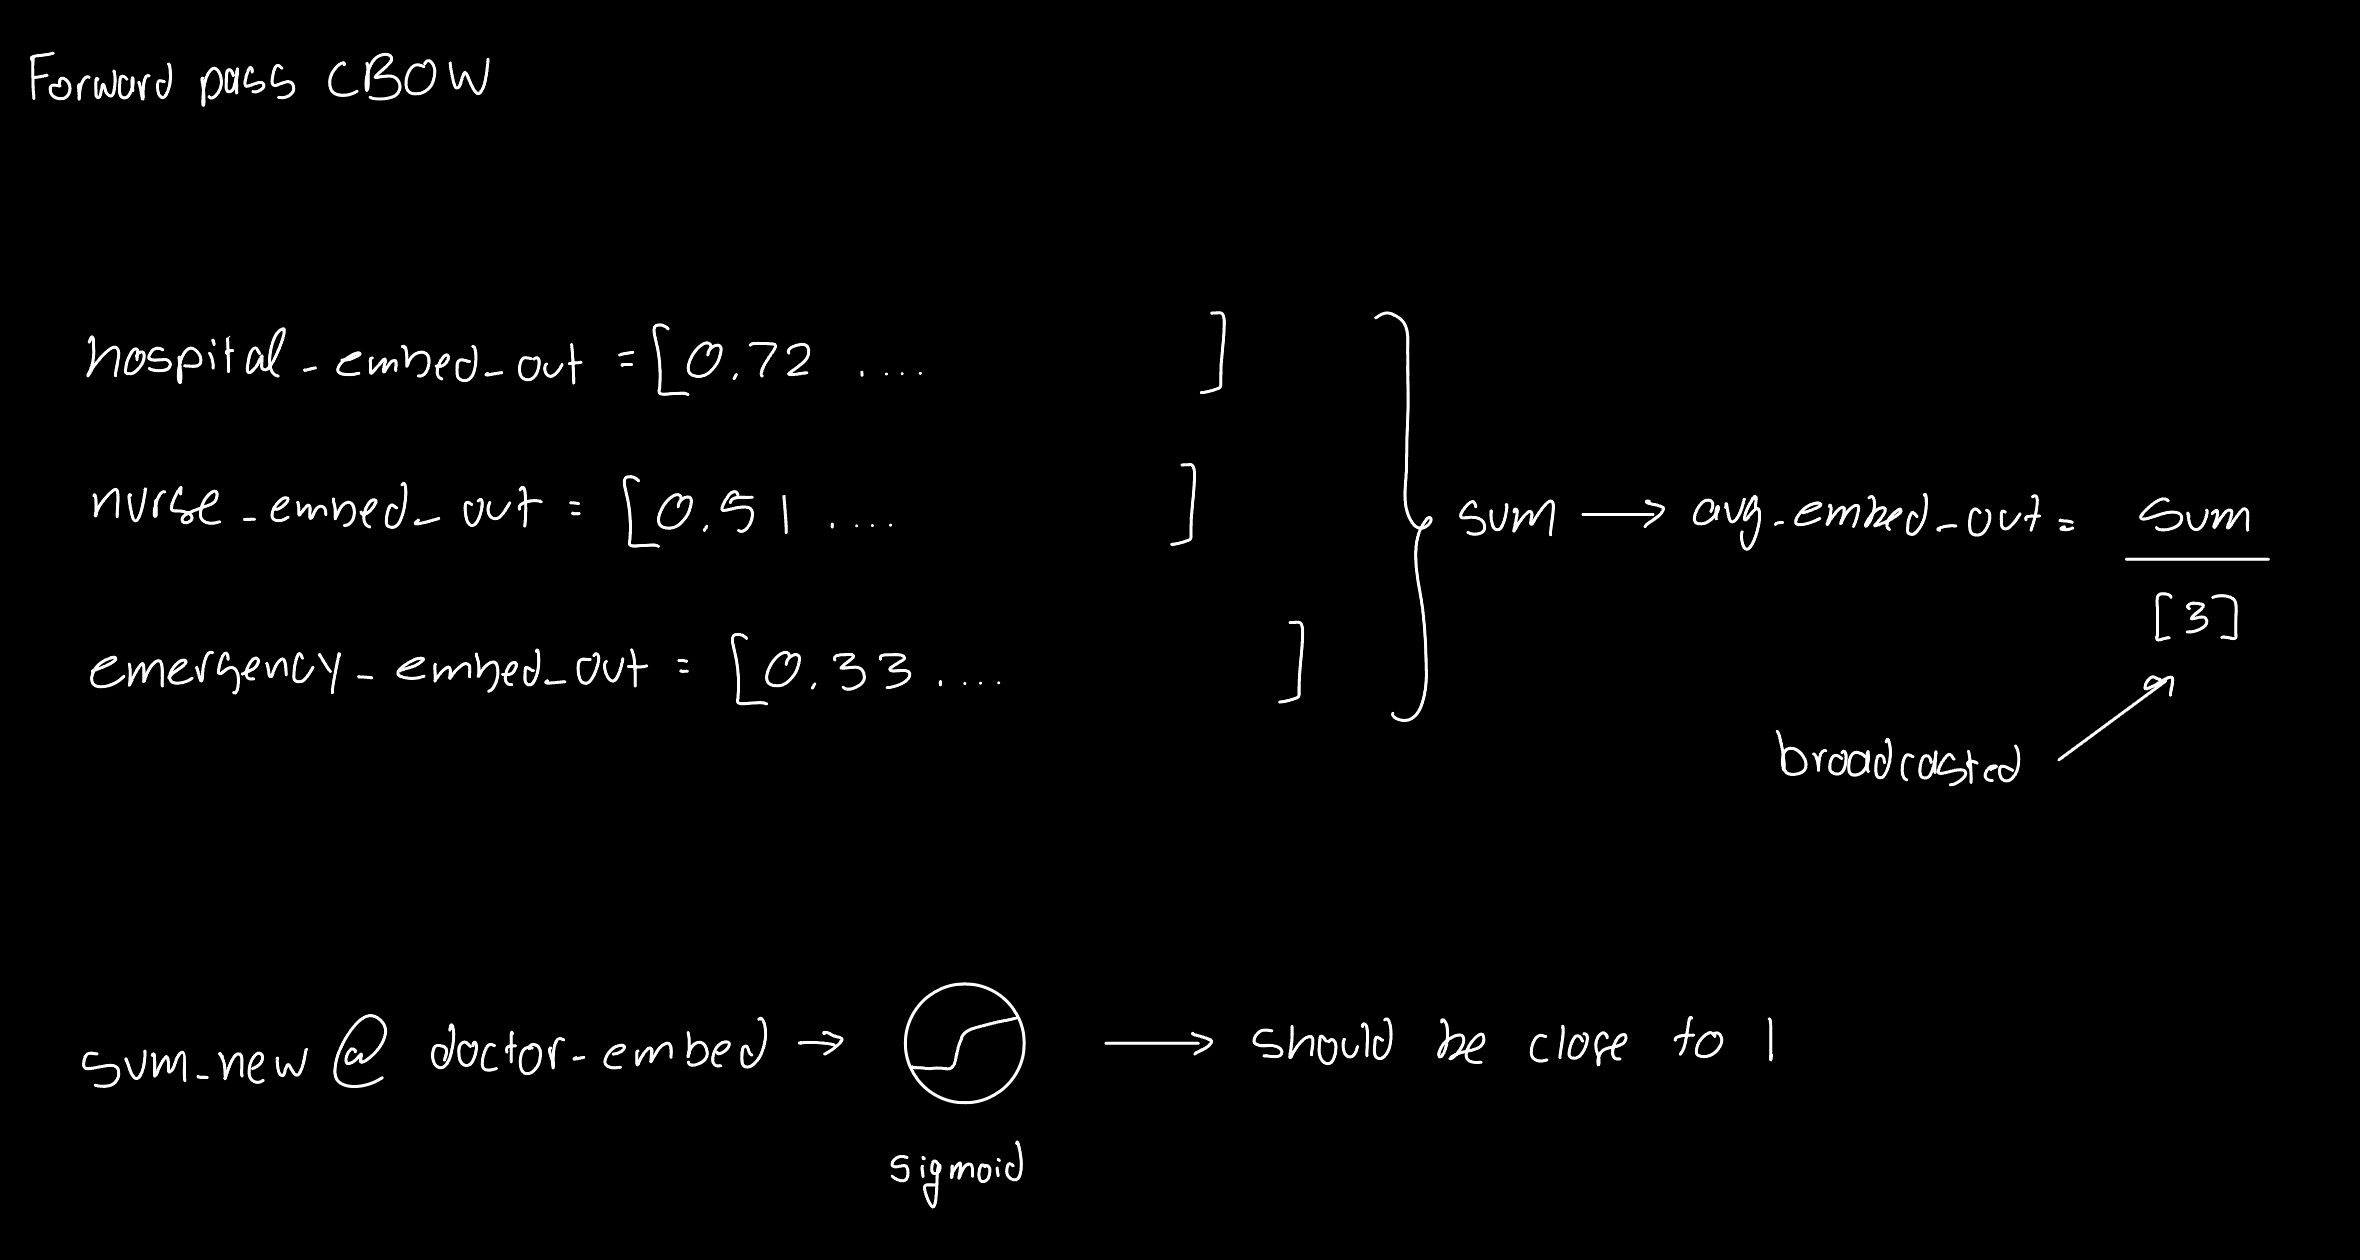 Forward pass CBOW
hospital_embed_out = [0.72 .... ]
nurse_embed_out = [0.51 .... ]
emergency_embed_out = [0.33 .... ]
sum → avg_embed_out = sum
[3]
broadcasted
sum_new @ doctor_embed → → should be close to 1
sigmoid